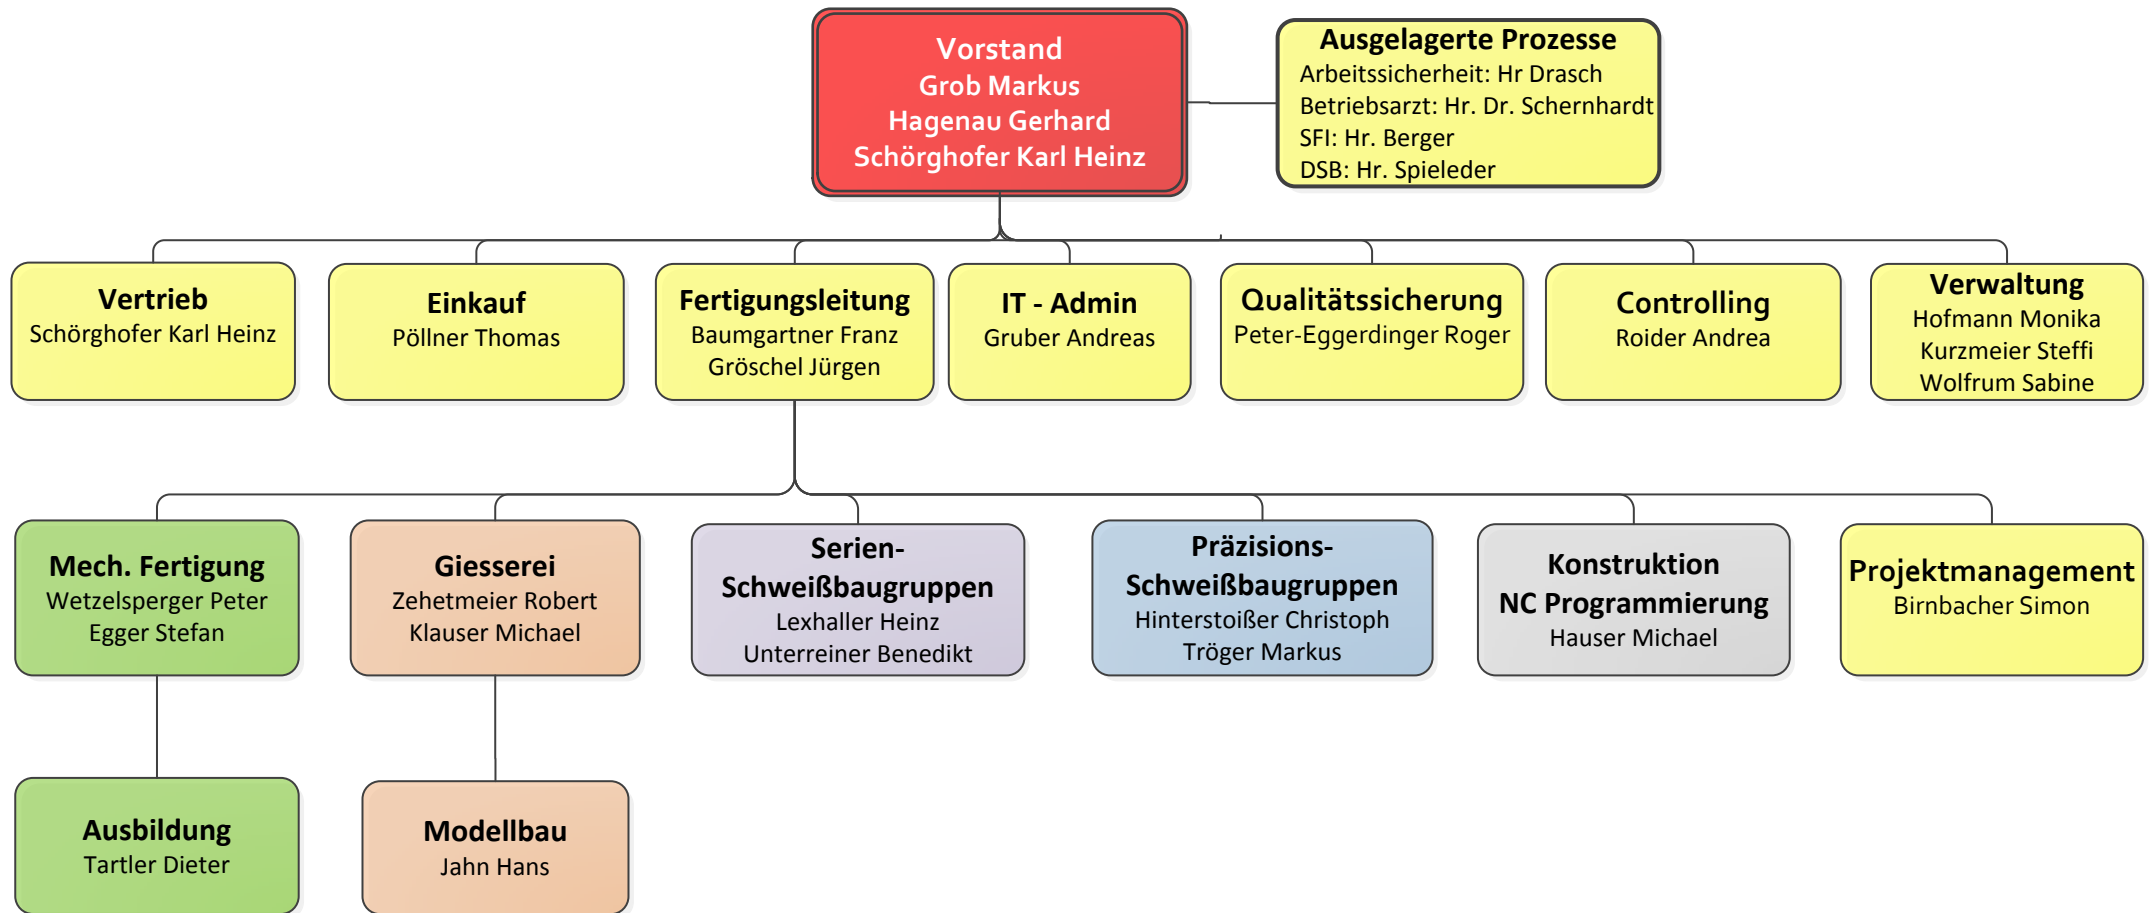 Vorstand
Grob Markus
Hagenau Gerhard
Schörghofer Karl Heinz
Ausgelagerte Prozesse
Arbeitssicherheit: Hr Drasch
Betriebsarzt: Hr. Dr. Schernhardt
SFI: Hr. Berger
DSB: Hr. Spieleder
Vertrieb
Schörghofer Karl Heinz
Einkauf
Pöllner Thomas
Fertigungsleitung
Baumgartner Franz
Gröschel Jürgen
IT - Admin
Gruber Andreas
Qualitätssicherung
Peter-Eggerdinger Roger
Controlling
Roider Andrea
Verwaltung
Hofmann Monika
Kurzmeier Steffi
Wolfrum Sabine
Mech. Fertigung
Wetzelsperger Peter
Egger Stefan
Giesserei
Zehetmeier Robert
Klauser Michael
Serien-
Schweißbaugruppen
Lexhaller Heinz
Unterreiner Benedikt
Präzisions-
Schweißbaugruppen
Hinterstoißer Christoph
Tröger Markus
Konstruktion
NC Programmierung
Hauser Michael
Projektmanagement
Birnbacher Simon
Ausbildung
Tartler Dieter
Modellbau
Jahn Hans